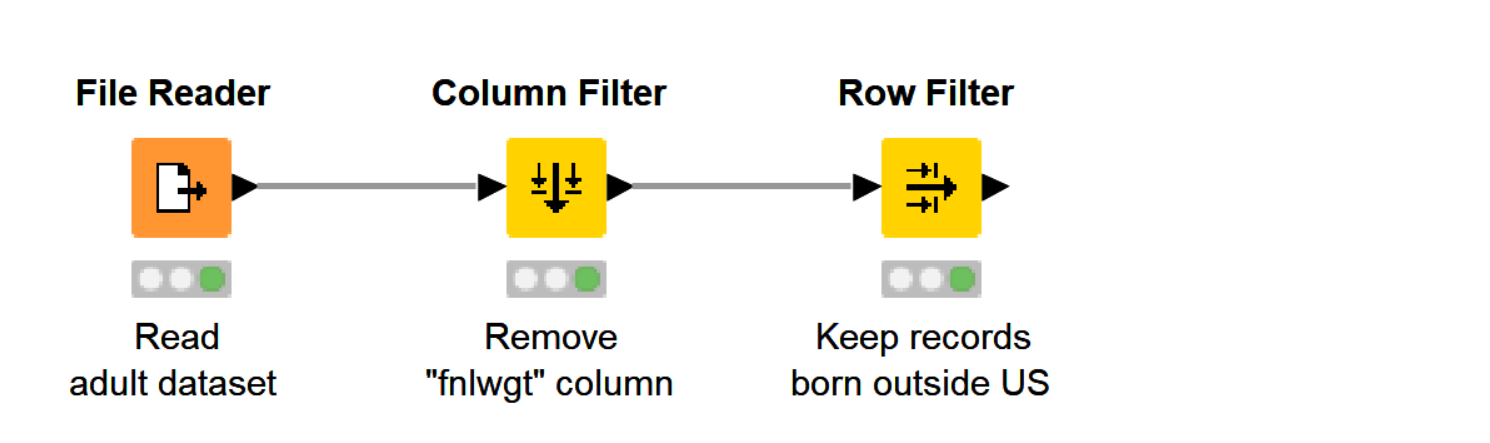 File Reader
Column Filter
Row Filter
Read
adult dataset
Remove
"fnlwgt" column
Keep records
born outside US